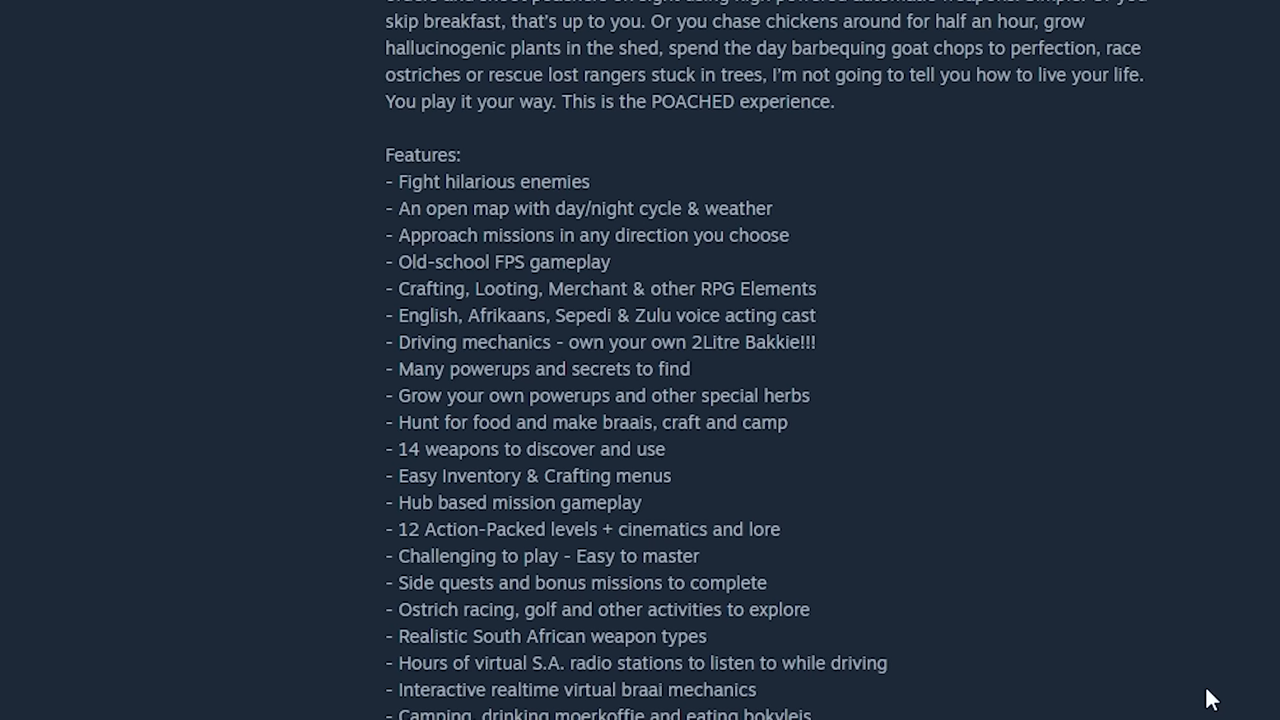 skip breakfast, that's up to you. Or you chase chickens around for half an hour, grow
hallucinogenic plants in the shed, spend the day barbequing goat chops to perfection, race
ostriches or rescue lost rangers stuck in trees, I'm not going to tell you how to live your life.
You play it your way. This is the POACHED experience.
Features:
- Fight hilarious enemies
- An open map with day/night cycle & weather
- Approach missions in any direction you choose
- Old-school FPS gameplay
- Crafting, Looting, Merchant & other RPG Elements
- English, Afrikaans, Sepedi & Zulu voice acting cast
- Driving mechanics - own your own 2Litre Bakkie!!!
- Many powerups and secrets to find
- Grow your own powerups and other special herbs
- Hunt for food and make braais, craft and camp
- 14 weapons to discover and use
- Easy Inventory & Crafting menus
- Hub based mission gameplay
- 12 Action-Packed levels + cinematics and lore
- Challenging to play - Easy to master
- Side quests and bonus missions to complete
- Ostrich racing, golf and other activities to explore
- Realistic South African weapon types
- Hours of virtual S.A. radio stations to listen to while driving
- Interactive realtime virtual braai mechanics
- Camping, drinking moerkoffie and eating bokvleis